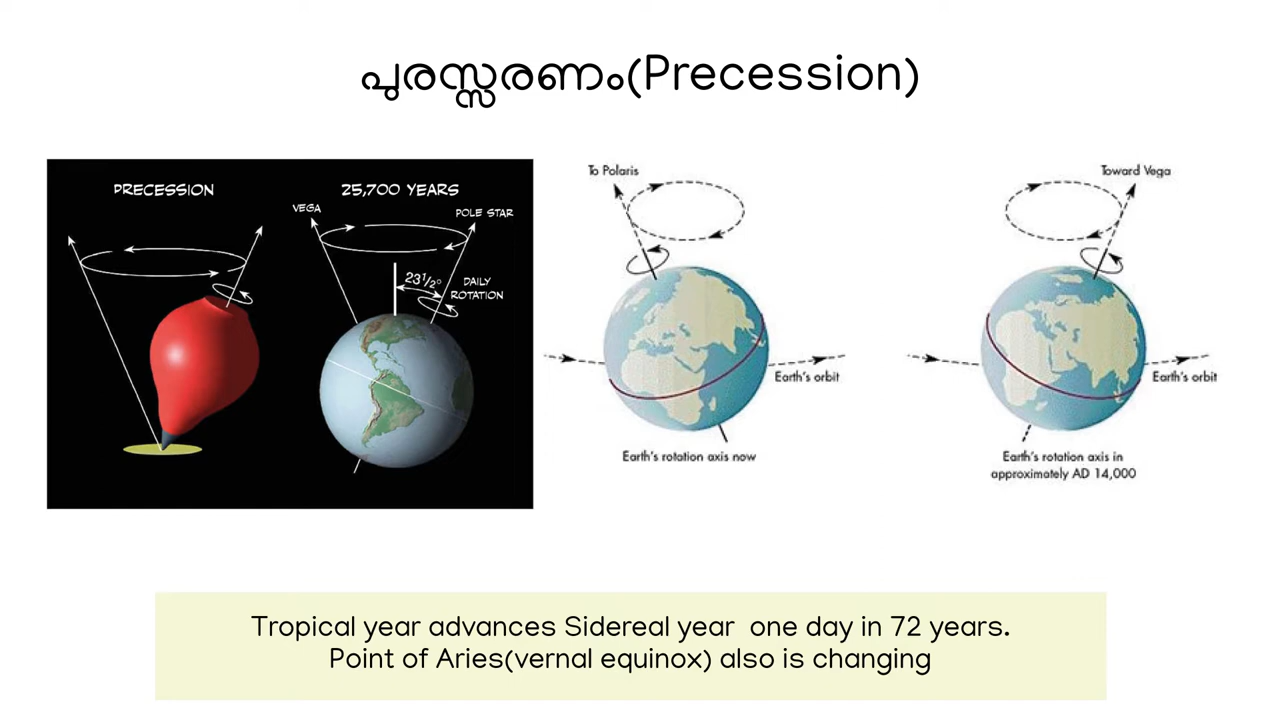 പുരസ്സരണം(Precession)
PRECESSION
25,700 YEARS
VEGA
POLE STAR
23½°
DAILY
ROTATION
To Polaris
Earth's orbit
Earth's rotation axis now
Toward Vega
Earth's orbit
Earth's rotation axis in
approximately AD 14,000
Tropical year advances Sidereal year one day in 72 years.
Point of Aries(vernal equinox) also is changing